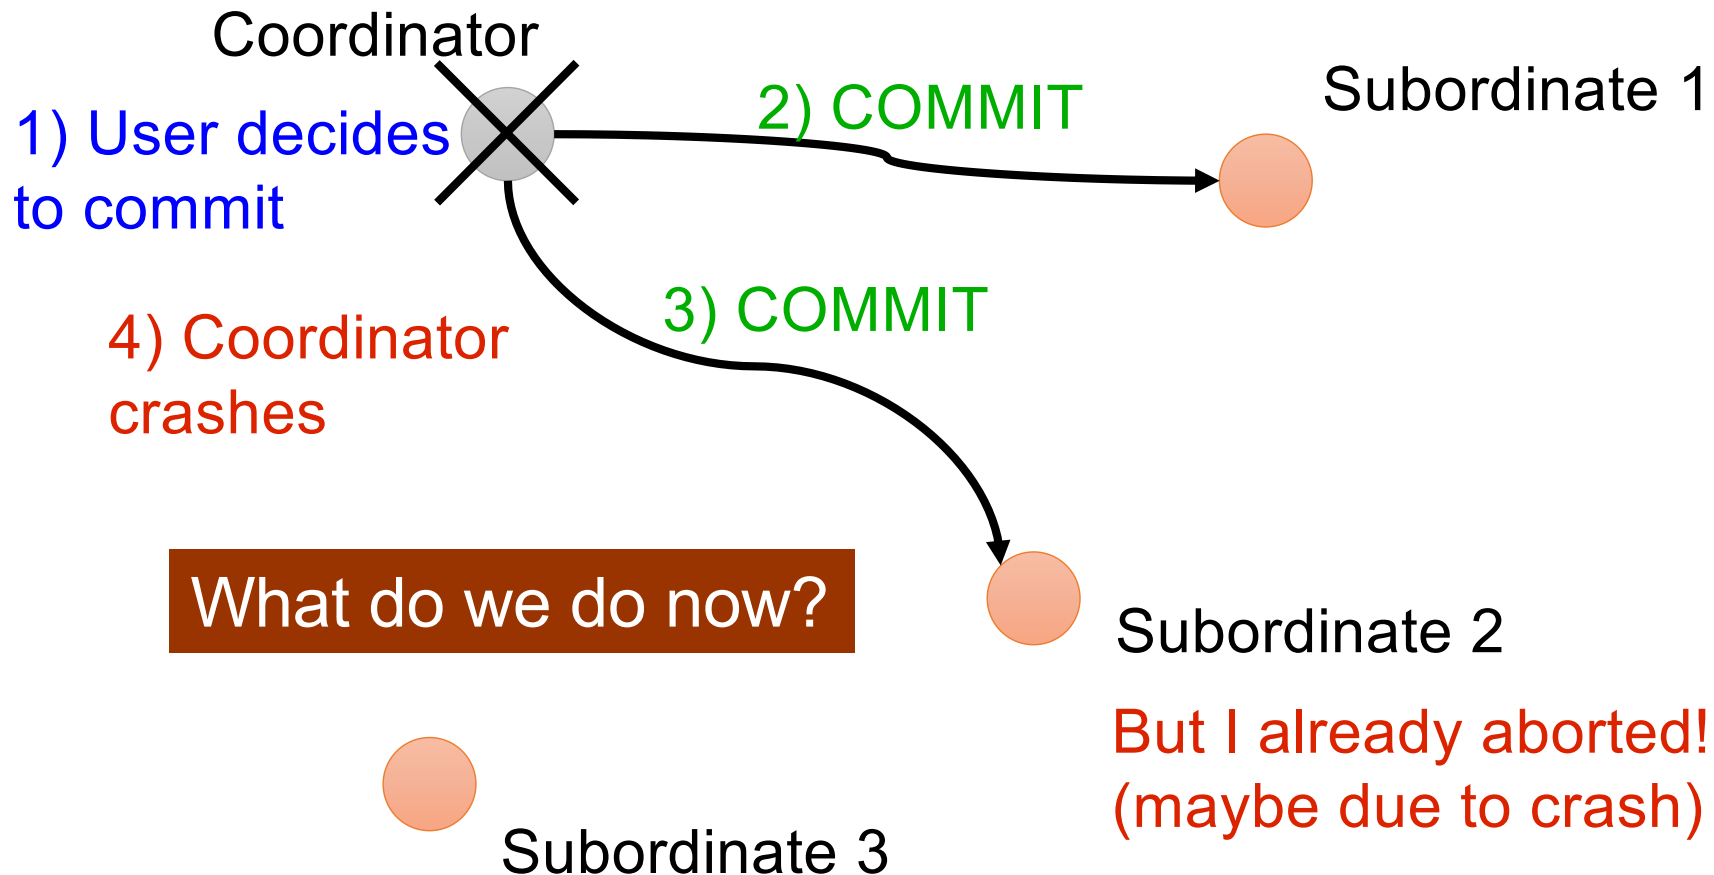 Coordinator
Subordinate 1
2) COMMIT
1) User decides
to commit
3) COMMIT
4) Coordinator
crashes
What do we do now?
Subordinate 2
But I already aborted!
(maybe due to crash)
Subordinate 3